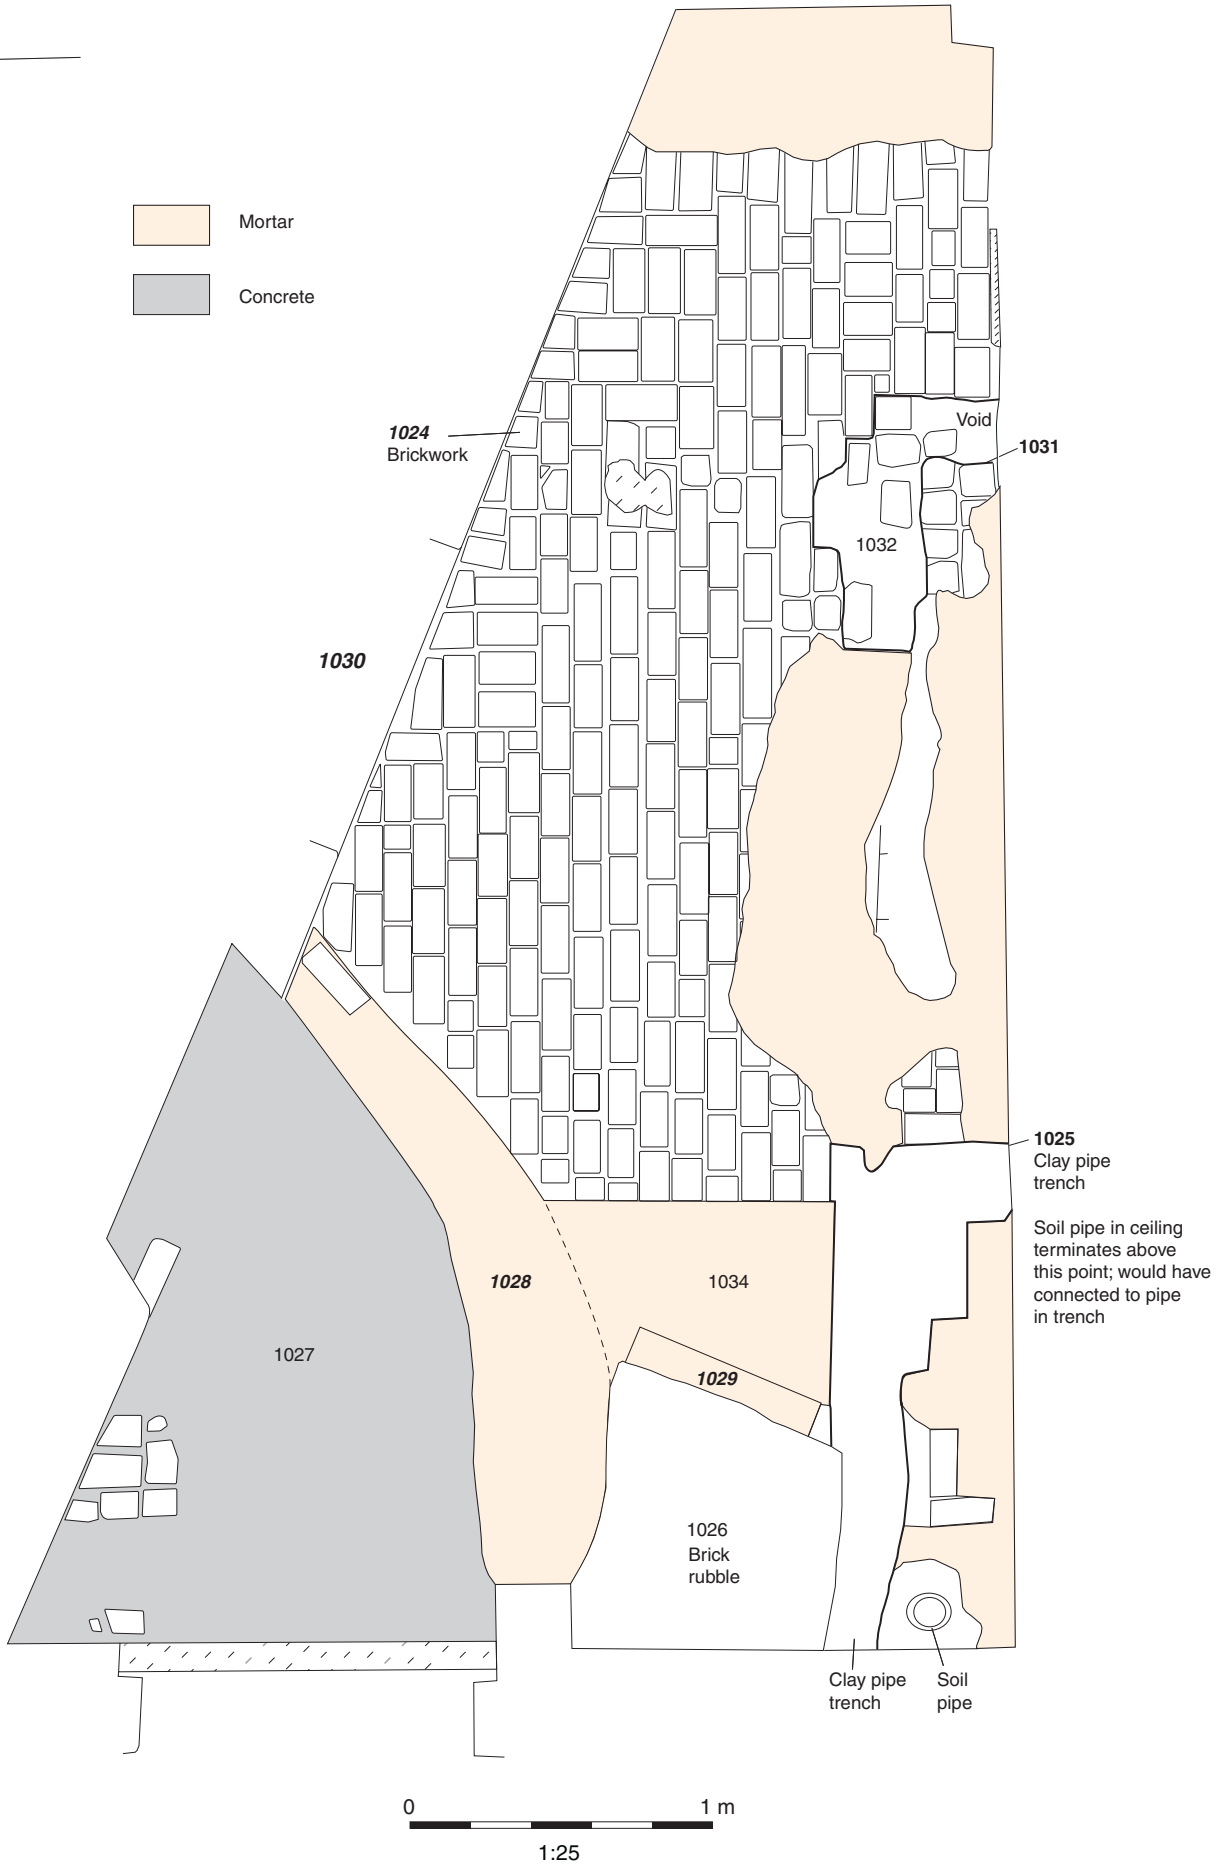 Mortar
Concrete
1024
Brickwork
Void
1031
1032
1030
1025
Clay pipe
trench
Soil pipe in ceiling
terminates above
this point; would have
connected to pipe
in trench
1028
1034
1027
1029
1026
Brick
rubble
Clay pipe
trench
Soil
pipe
0
1 m
1:25